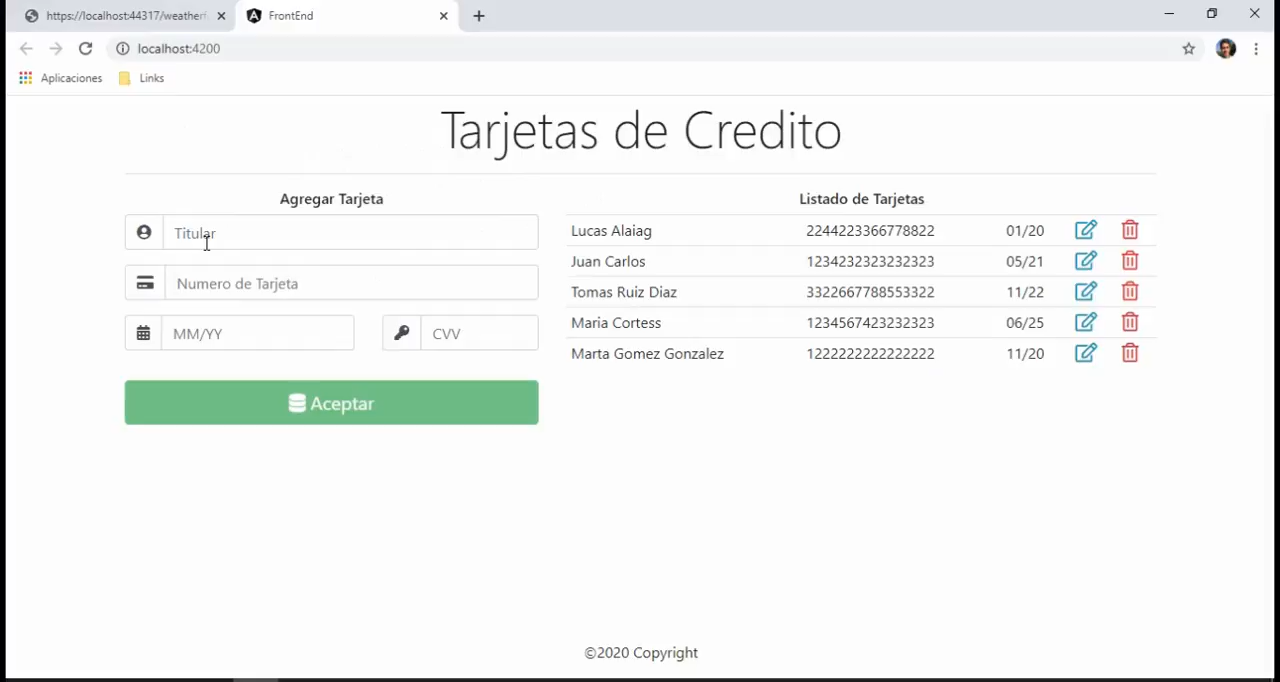 https://localhost:44317/weatherf
FrontEnd
localhost:4200
Aplicaciones
Links
Tarjetas de Credito
Agregar Tarjeta
Titular
Numero de Tarjeta
MM/YY
CVV
Aceptar
Listado de Tarjetas
Lucas Alaiag 2244223366778822 01/20
Juan Carlos 1234232323232323 05/21
Tomas Ruiz Diaz 3322667788553322 11/22
Maria Cortess 1234567423232323 06/25
Marta Gomez Gonzalez 1222222222222222 11/20
©2020 Copyright